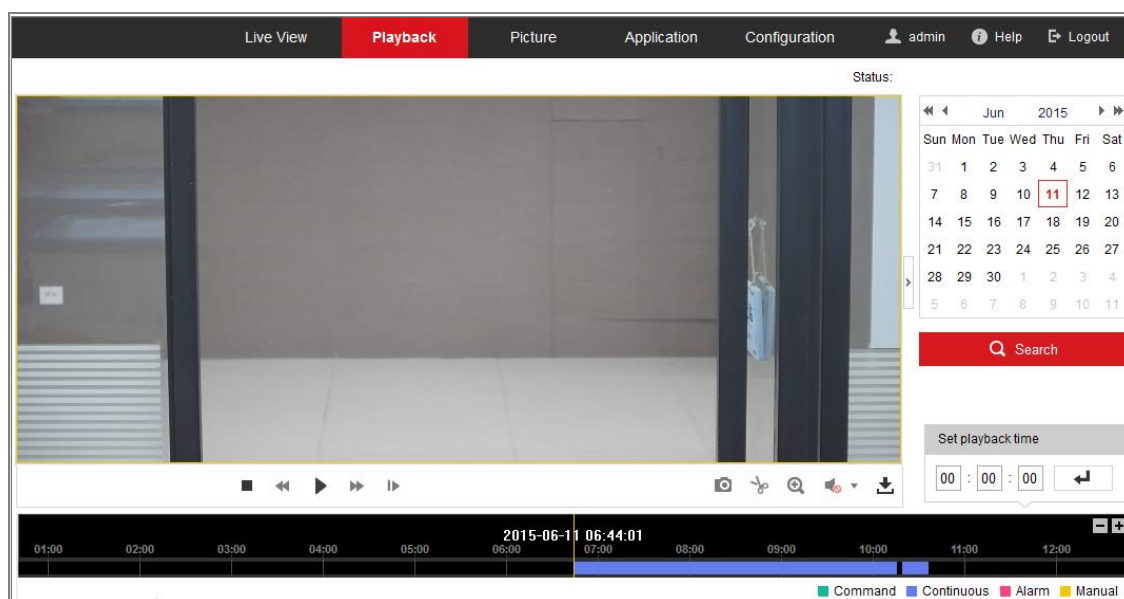 Live View Playback Picture Application Configuration admin Help Logout
Status:
Jun 2015
Sun Mon Tue Wed Thu Fri Sat
31 1 2 3 4 5 6
7 8 9 10 11 12 13
14 15 16 17 18 19 20
21 22 23 24 25 26 27
28 29 30 1 2 3 4
5 6 7 8 9 10 11
Search
Set playback time
00 : 00 : 00
2015-06-11 06:44:01
01:00 02:00 03:00 04:00 05:00 06:00 07:00 08:00 09:00 10:00 11:00 12:00
Command Continuous Alarm Manual